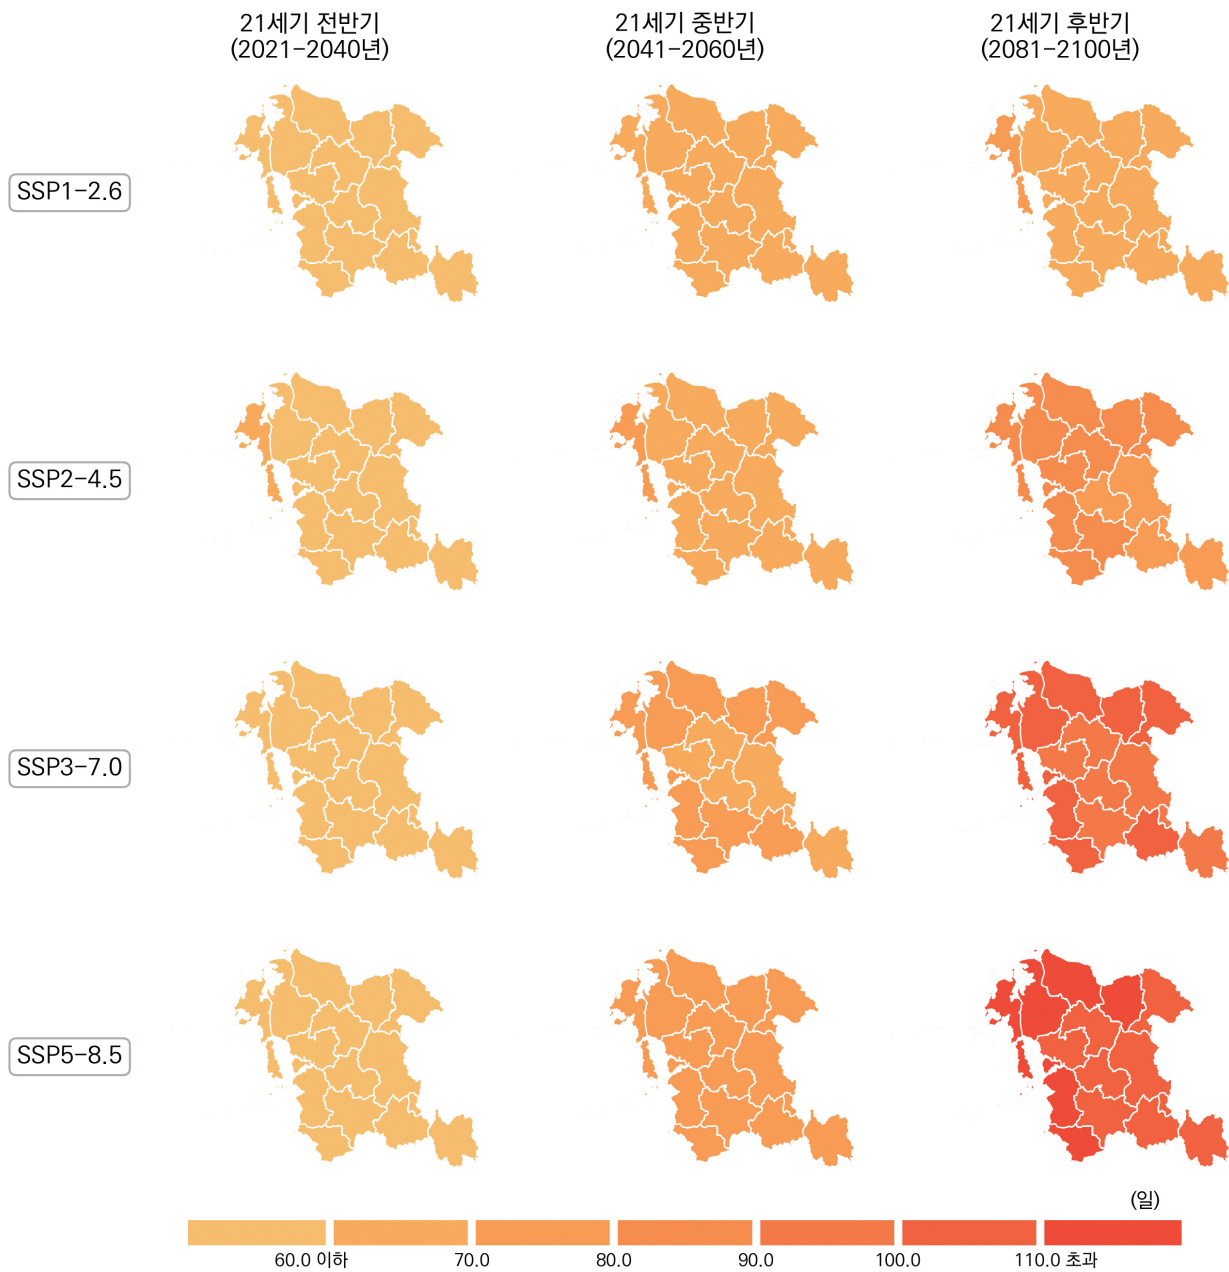 21세기 전반기
(2021-2040년)
21세기 중반기
(2041-2060년)
21세기 후반기
(2081-2100년)
SSP1-2.6
SSP2-4.5
SSP3-7.0
SSP5-8.5
(일)
60.0 이하 70.0 80.0 90.0 100.0 110.0 초과